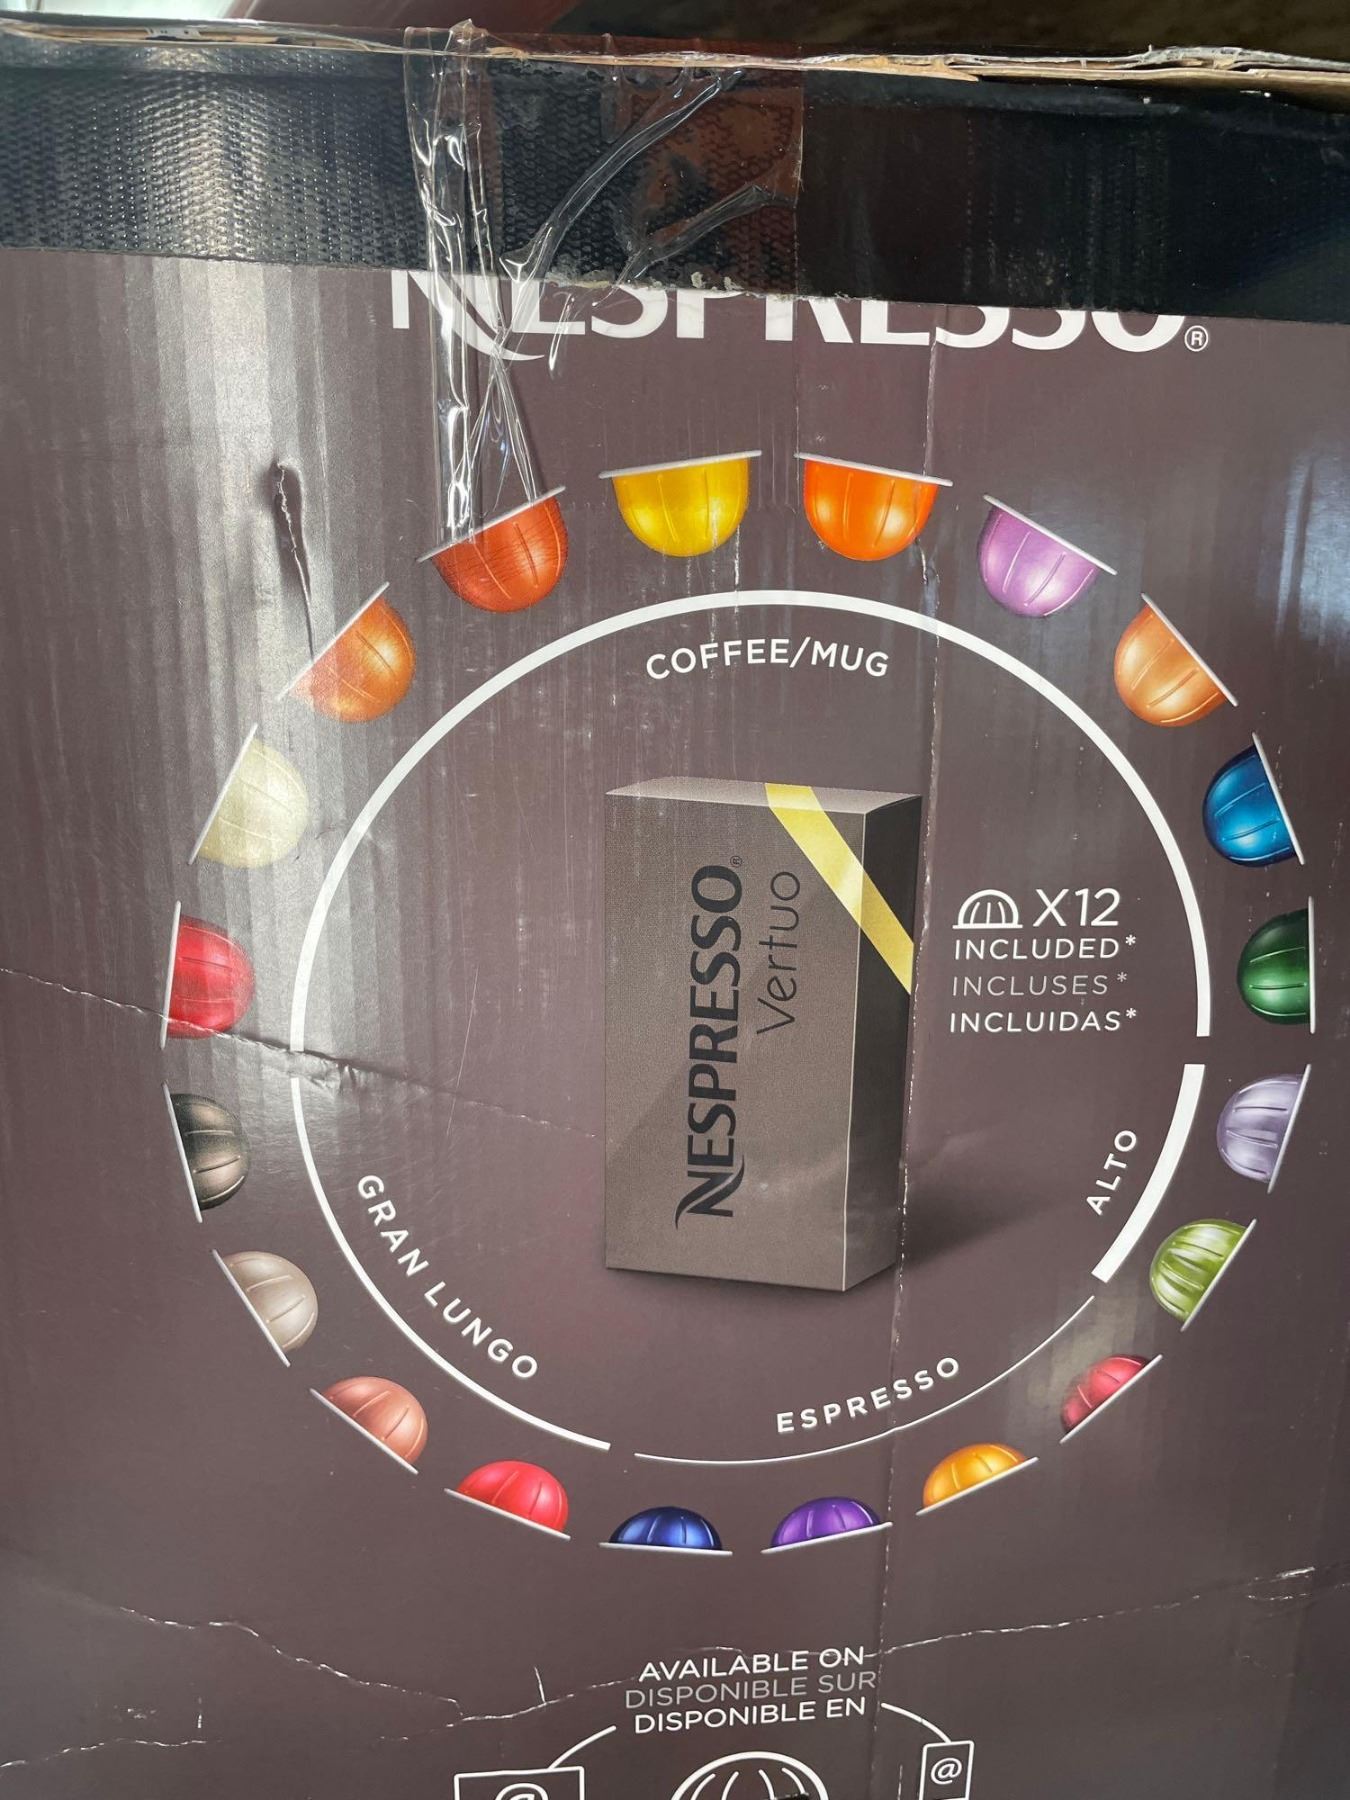 NESPRESSO®
COFFEE/MUG
NESPRESSO®
Vertuo
X12
INCLUDED*
INCLUSES*
INCLUIDAS*
ALTO
GRAN LUNGO
ESPRESSO
AVAILABLE ON
DISPONIBLE SUR
DISPONIBLE EN
@
@